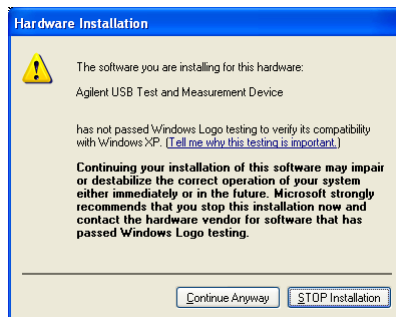 Hardware Installation
The software you are installing for this hardware:
Agilent USB Test and Measurement Device
has not passed Windows Logo testing to verify its compatibility
with Windows XP. (Tell me why this testing is important.)
Continuing your installation of this software may impair
or destabilize the correct operation of your system
either immediately or in the future. Microsoft strongly
recommends that you stop this installation now and
contact the hardware vendor for software that has
passed Windows Logo testing.
Continue Anyway
STOP Installation